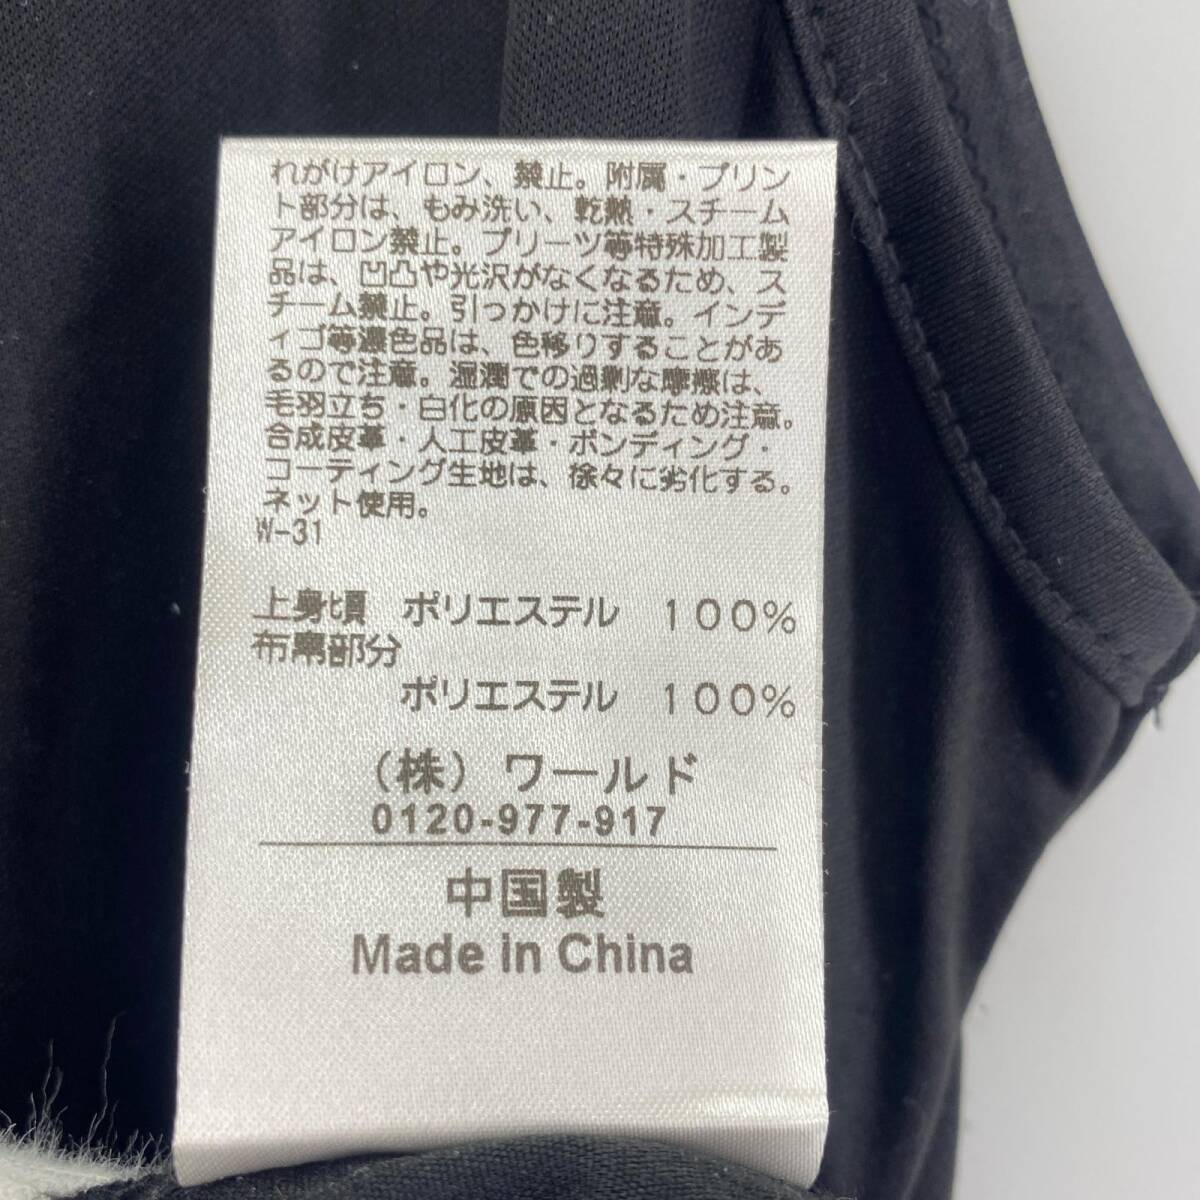 れがけアイロン、禁止。附属・プリン
ト部分は、もみ洗い、乾熱・スチーム
アイロン禁止。プリーツ等特殊加工製
品は、凹凸や光沢がなくなるため、ス
チーム禁止。引っかけに注意。インデ
ィゴ等濃色品は、色移りすることがあ
るので注意。湿潤での過剰な摩擦は、
毛羽立ち・白化の原因となるため注意。
合成皮革・人工皮革・ボンディング・
コーティング生地は、徐々に劣化する。
ネット使用。
W-31
上身頃 ポリエステル 100%
布帛部分
ポリエステル 100%
(株) ワールド
0120-977-917
中国製
Made in China